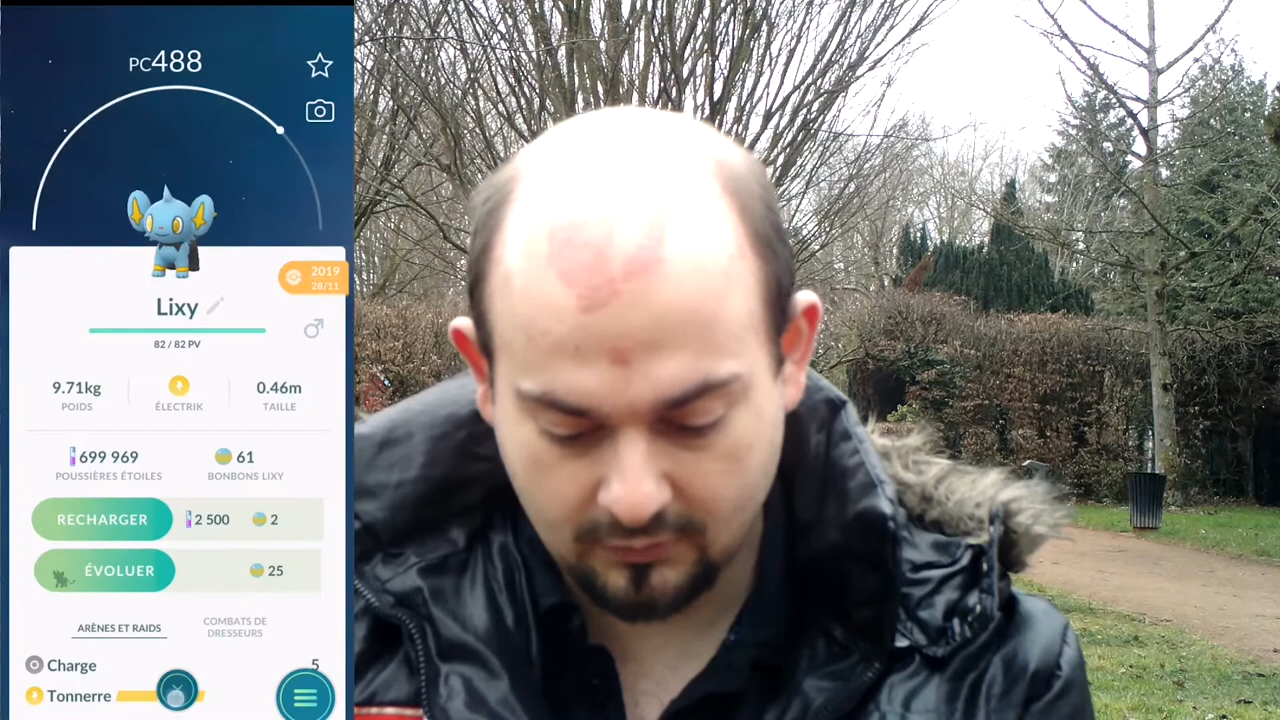 PC488
2019
28/11
Lixy
82 / 82 PV
9.71kg
POIDS
ÉLECTRIK
0.46m
TAILLE
699 969
POUSSIÈRES ÉTOILES
61
BONBONS LIXY
RECHARGER
2 500
2
ÉVOLUER
25
ARÈNES ET RAIDS
COMBATS DE
DRESSEURS
Charge
5
Tonnerre